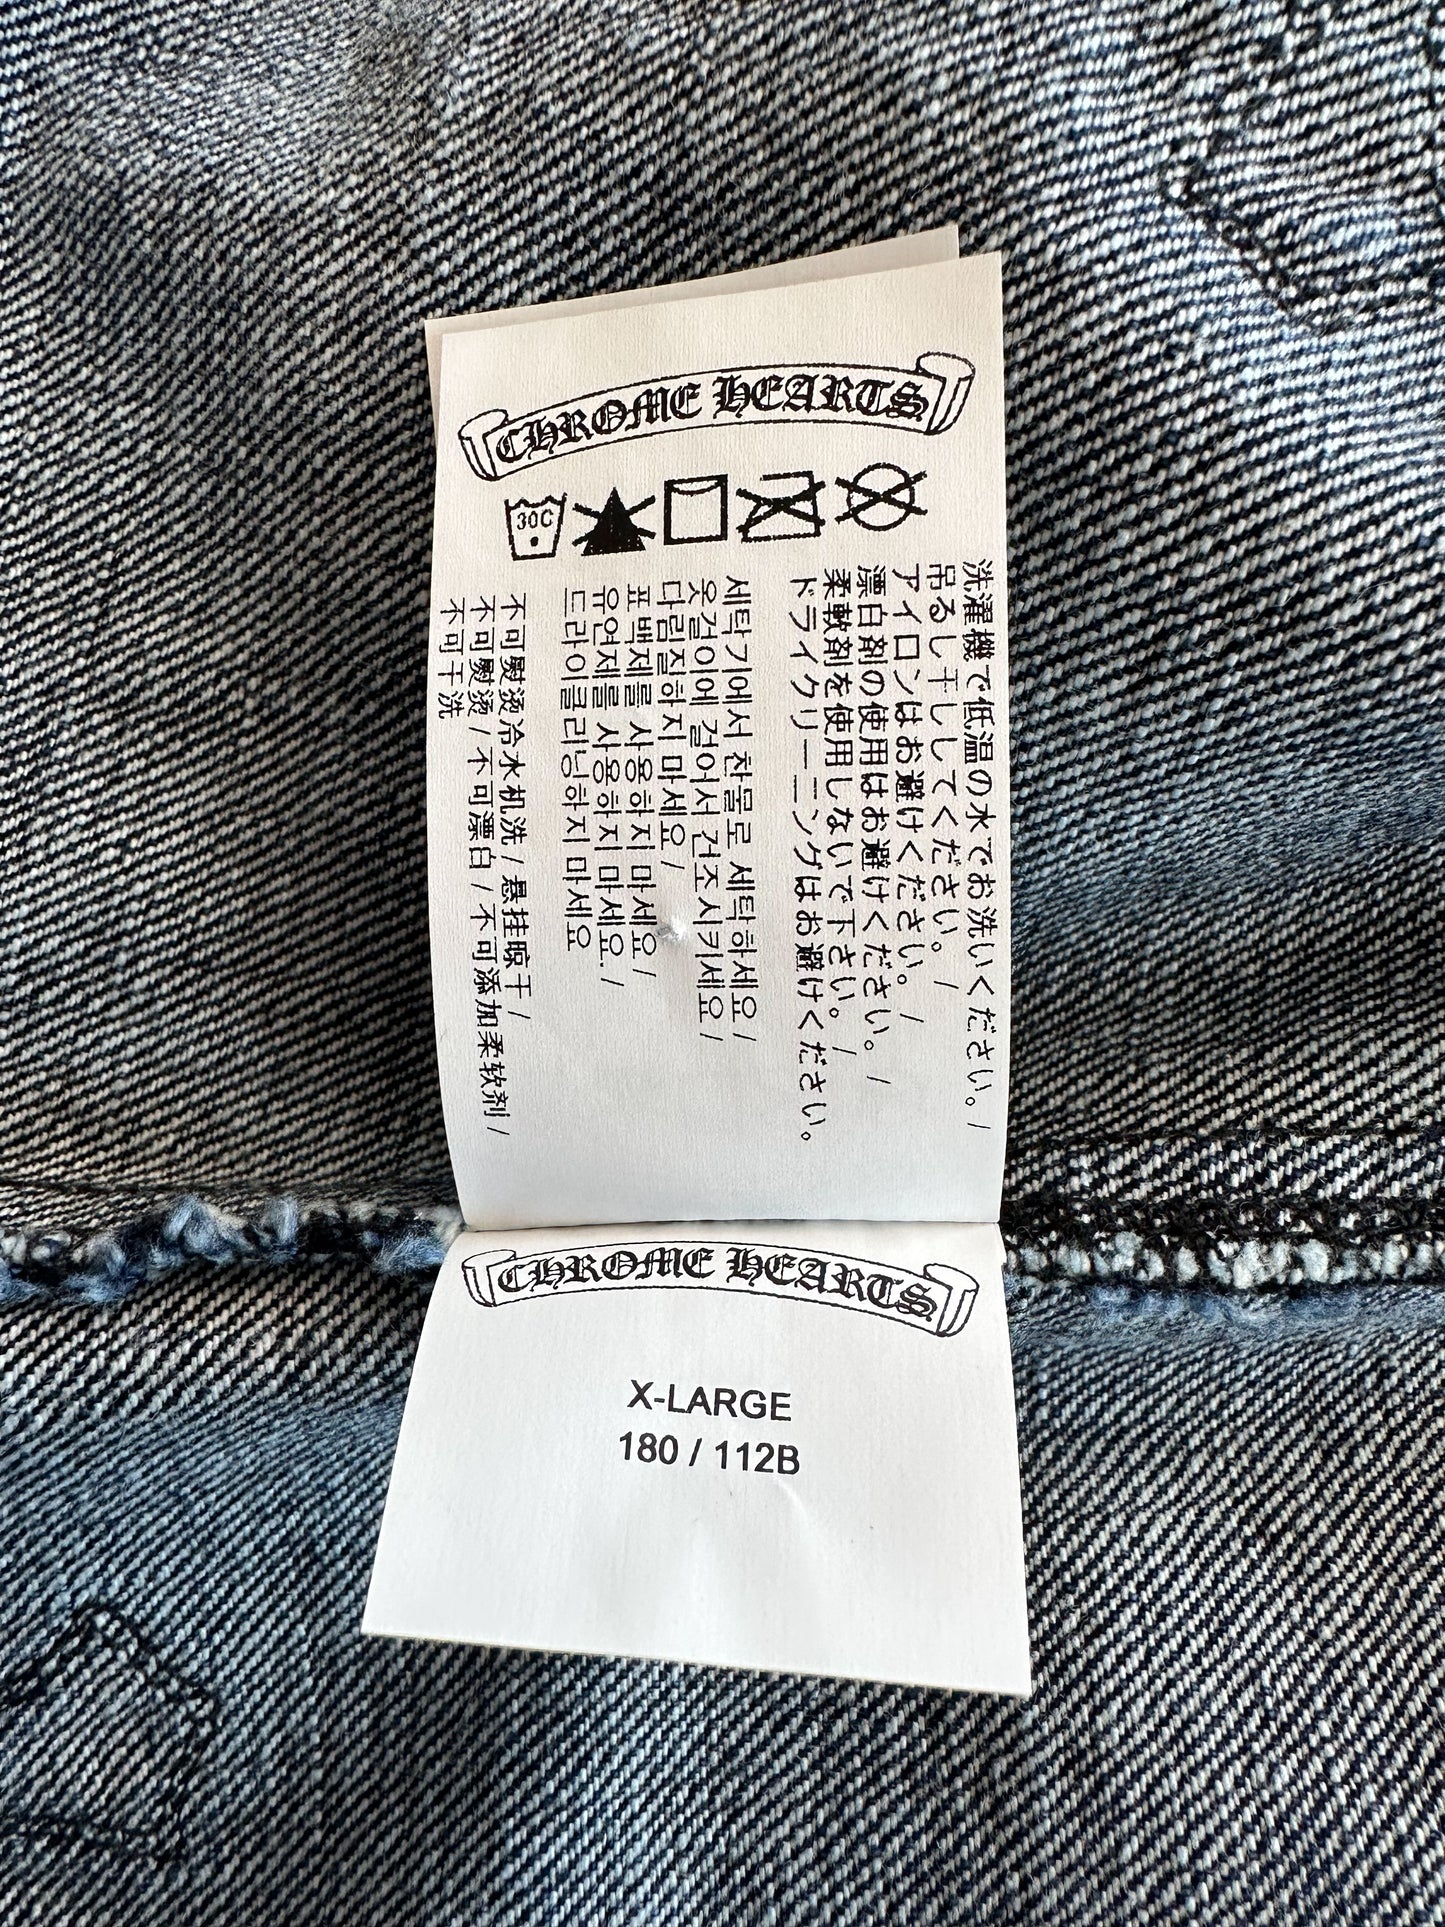 CHROME HEARTS
30C
洗濯機で低温の水でお洗いください。/
吊るし干ししてください。/
アイロンはお避けください。/
漂白剤の使用はお避けください。/
柔軟剤を使用しないで下さい。/
ドライクリーニングはお避けください。
세탁기에서 찬물로 세탁하세요/
옷걸이에 걸어서 건조시키세요/
다림질하지 마세요/
표백제를 사용하지 마세요/
유연제를 사용하지 마세요./
드라이클리닝하지 마세요
不可熨烫冷水机洗/悬挂晾干/
不可熨烫/不可漂白/不可添加柔软剂/
不可干洗
CHROME HEARTS
X-LARGE
180 / 112B